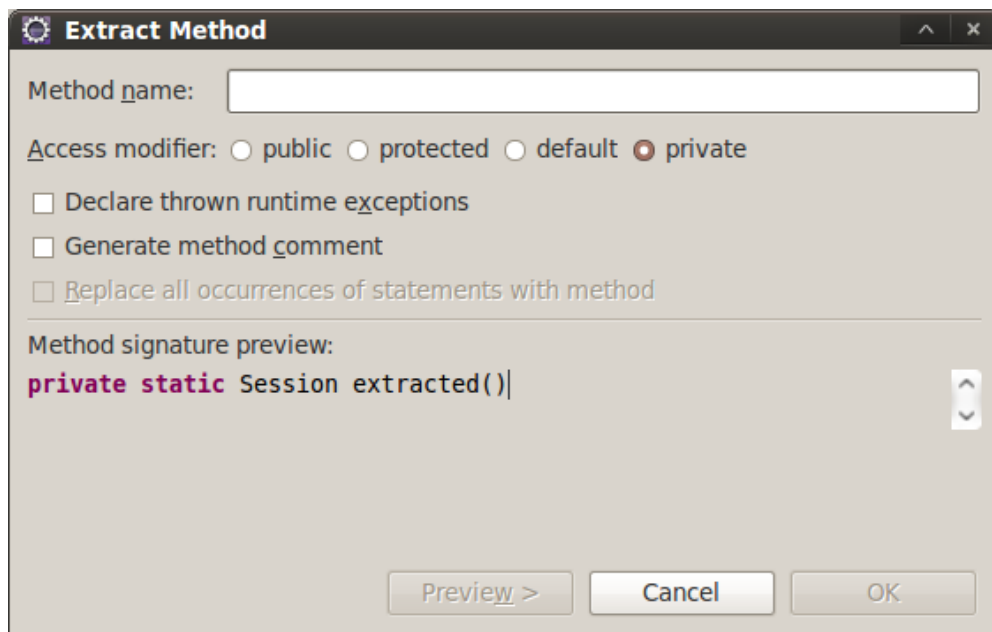 Extract Method
Method name:
Access modifier: public protected default private
Declare thrown runtime exceptions
Generate method comment
Replace all occurrences of statements with method
Method signature preview:
private static Session extracted()
Preview > Cancel OK